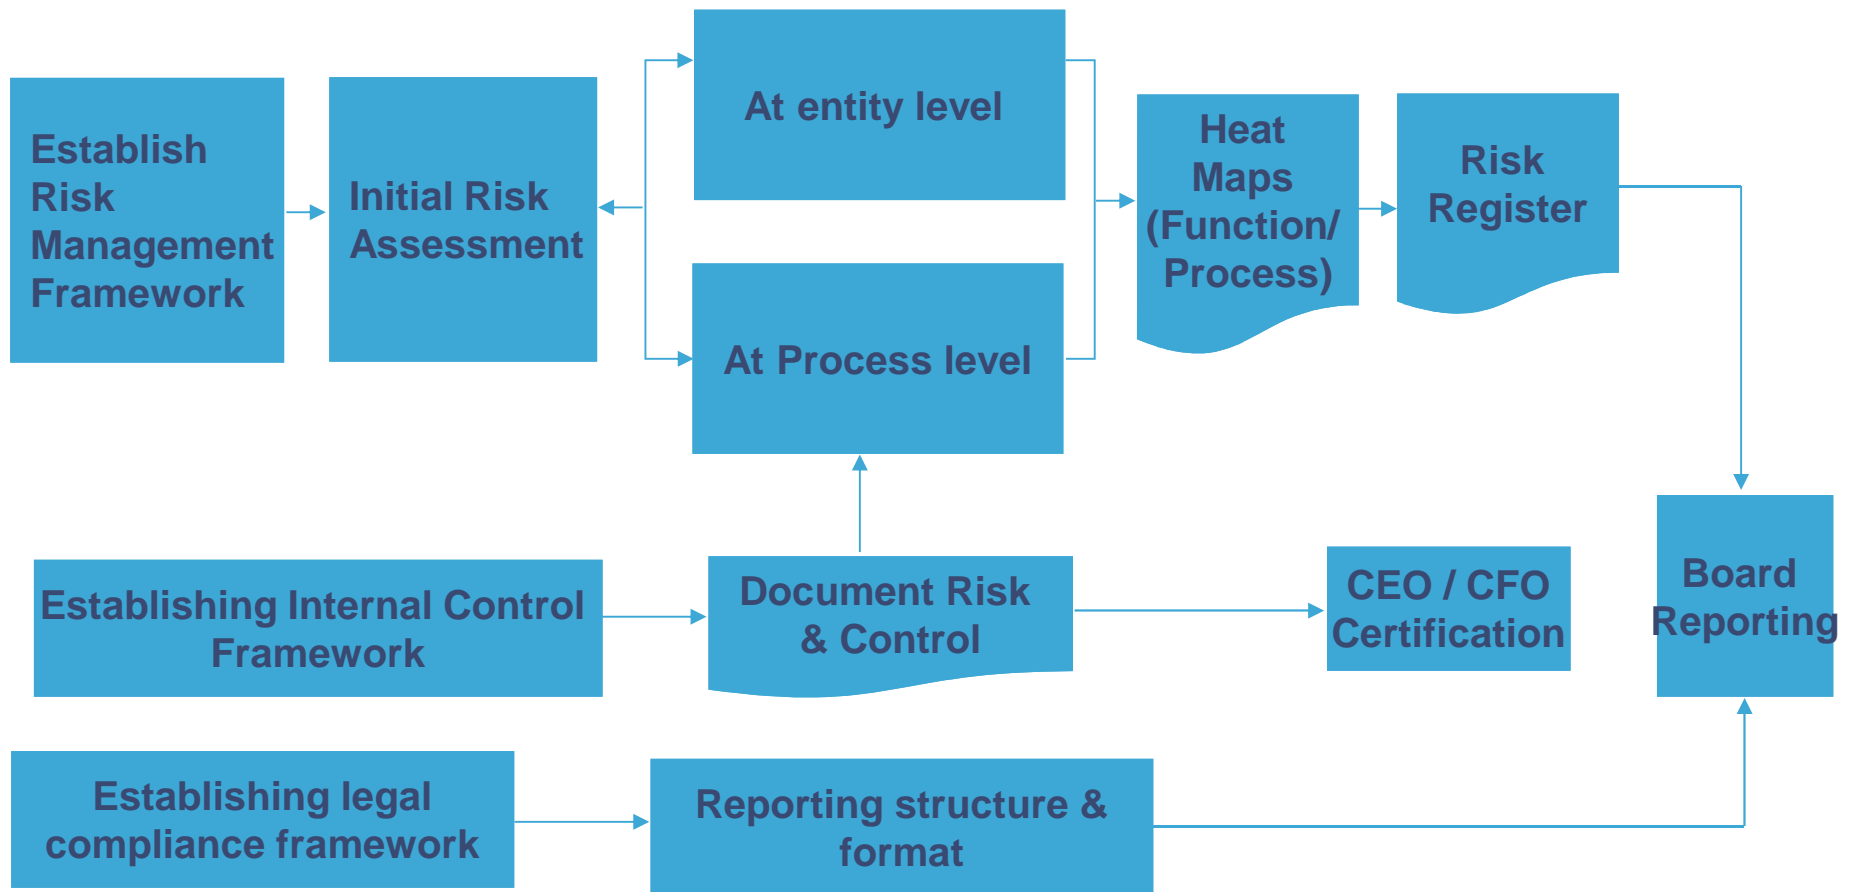 Establish
Risk
Management
Framework
Initial Risk
Assessment
At entity level
At Process level
Heat
Maps
(Function/
Process)
Risk
Register
Establishing Internal Control
Framework
Document Risk
& Control
CEO / CFO
Certification
Board
Reporting
Establishing legal
compliance framework
Reporting structure &
format